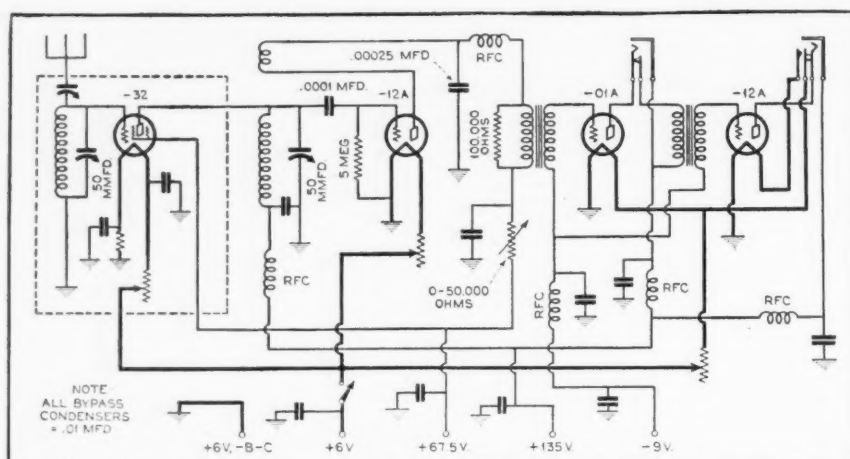 -32
50 MMFD.
.0001 MFD.
5 MEG
50 MMFD.
-12A
.00025 MFD
RFC
100,000 OHMS
-01A
-12A
RFC
0-50,000
OHMS
RFC
RFC
RFC
NOTE
ALL BYPASS
CONDENSERS
= .01 MFD
+6V, -B-C
+6V
+67.5V.
+135V.
-9V.